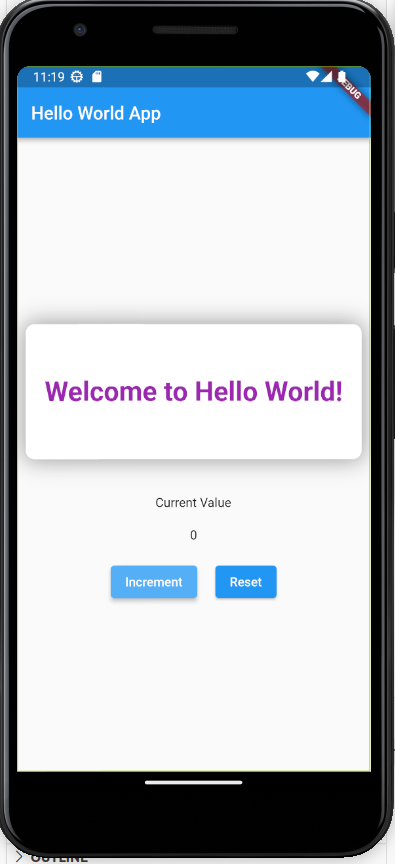 11:19
DEBUG
Hello World App
Welcome to Hello World!
Current Value
0
Increment
Reset
OUTLINE